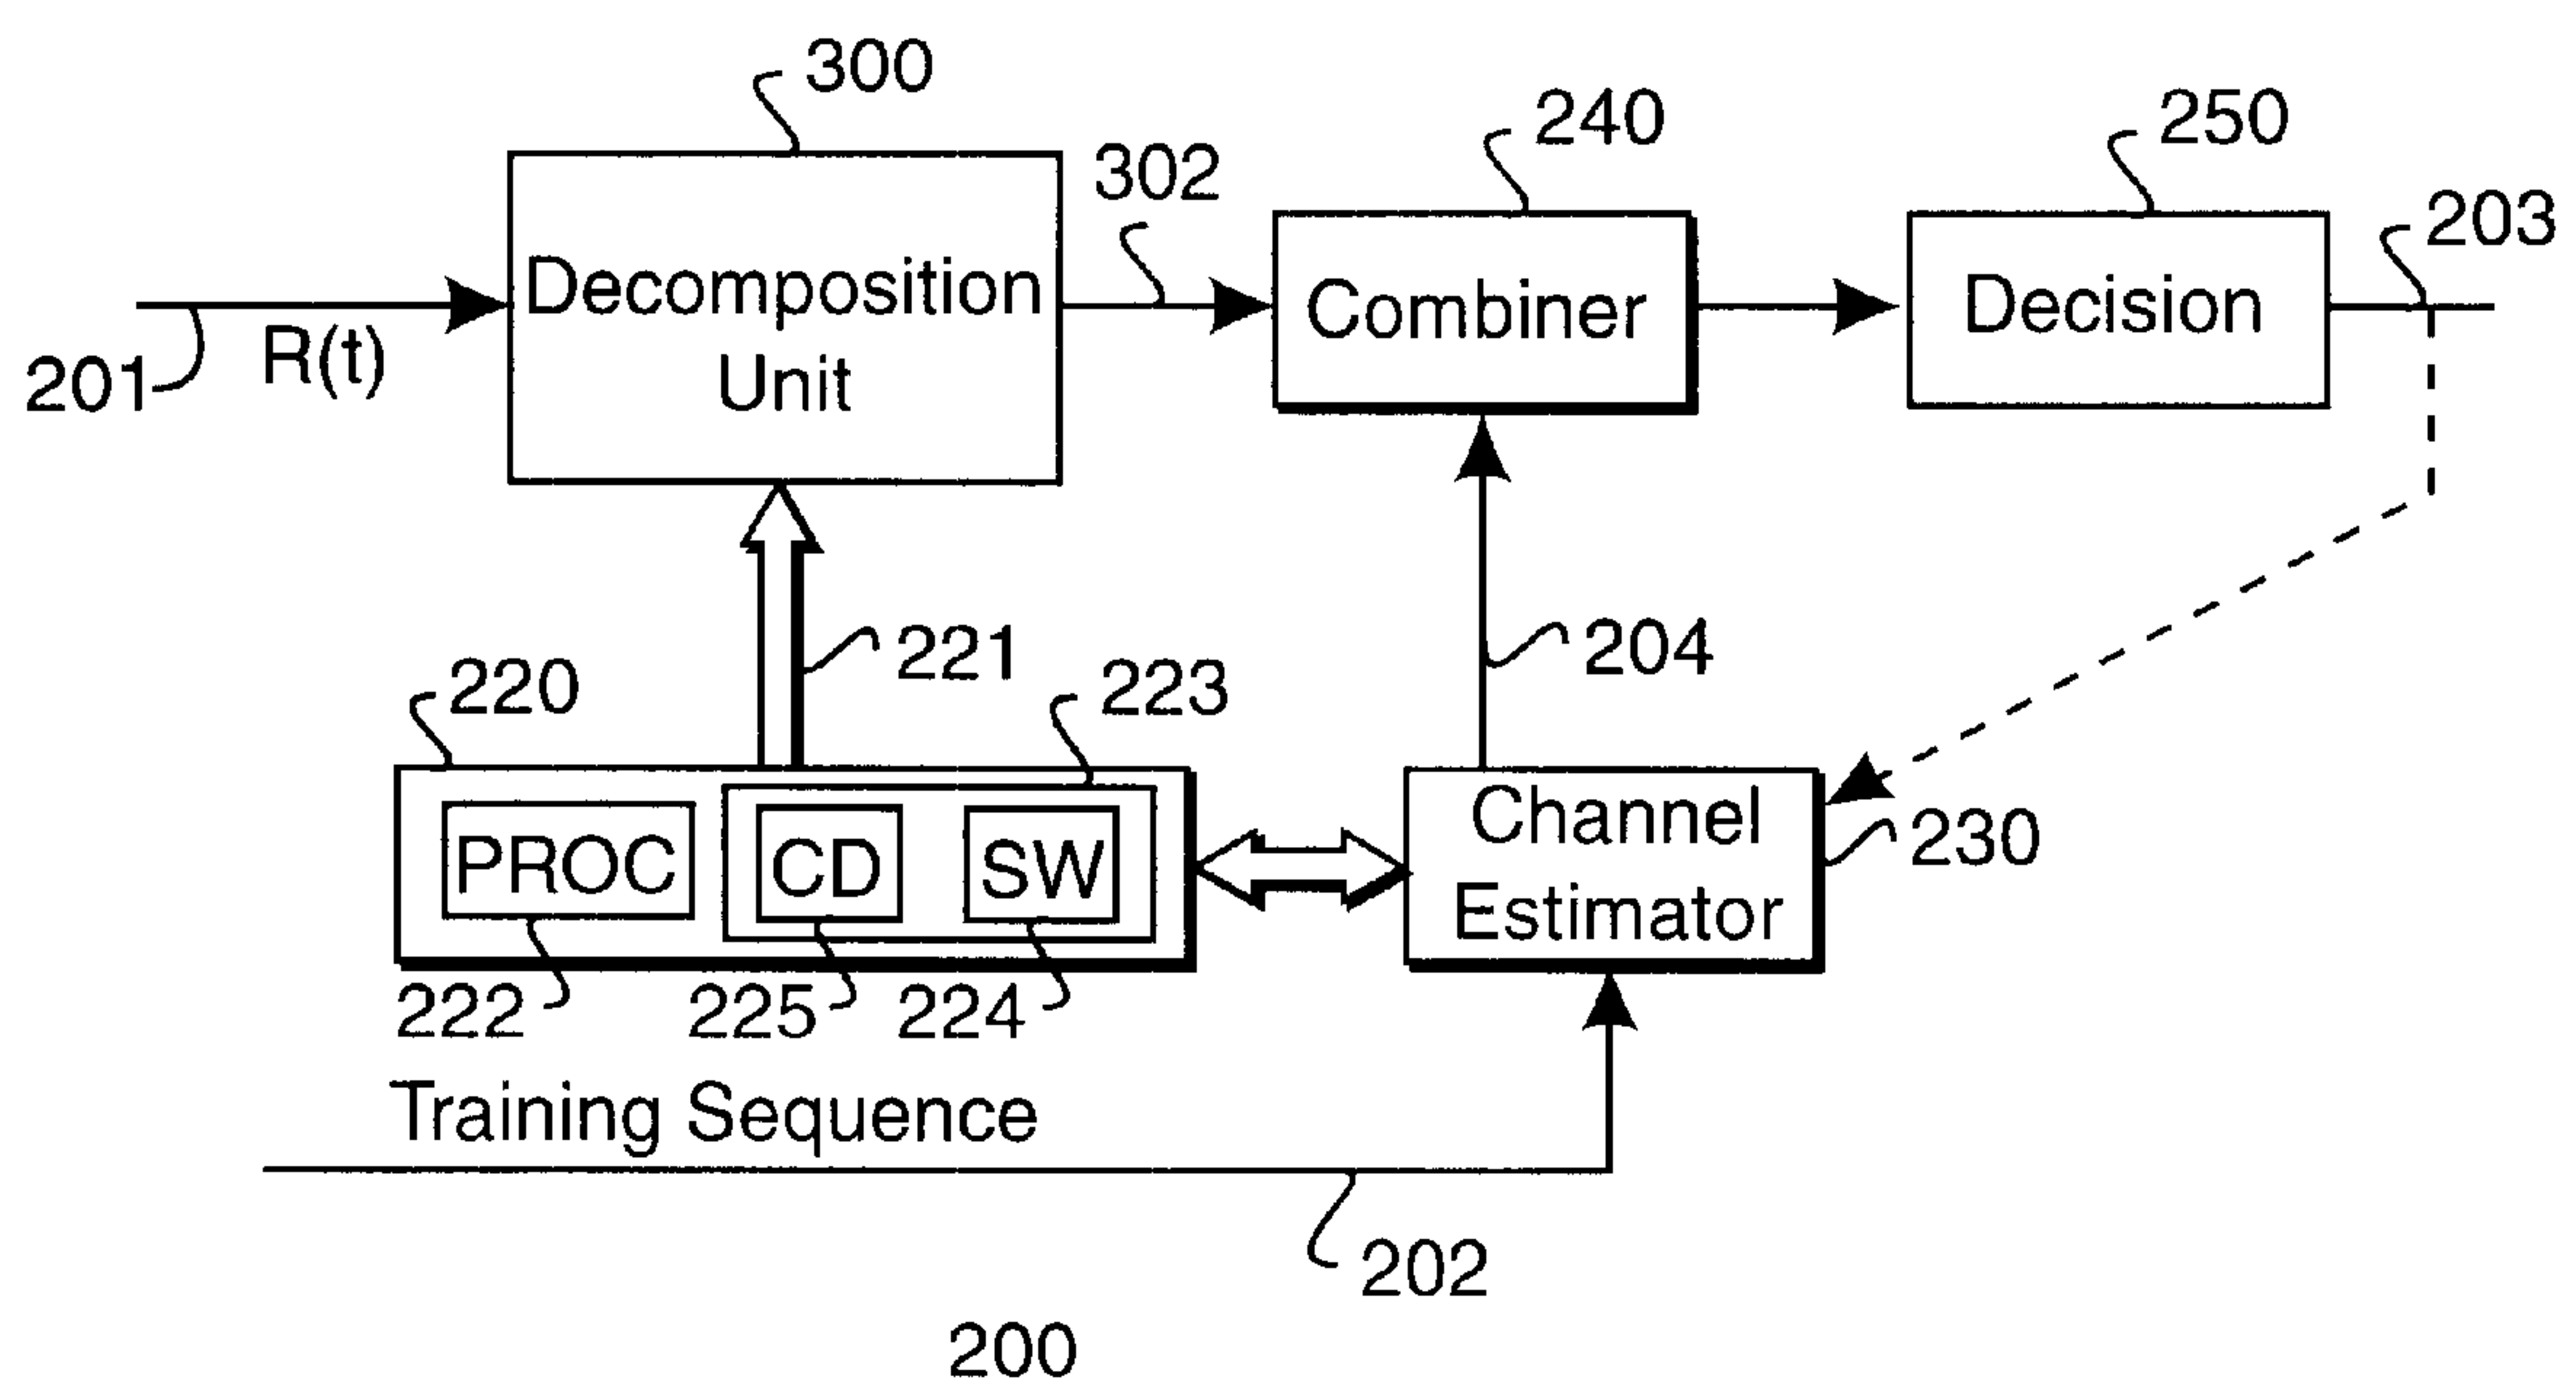 300
240
250
302
203
Decomposition
Unit
Combiner
Decision
R(t)
201
221
204
220
223
PROC
CD
SW
Channel
Estimator
230
222
225
224
Training Sequence
202
200